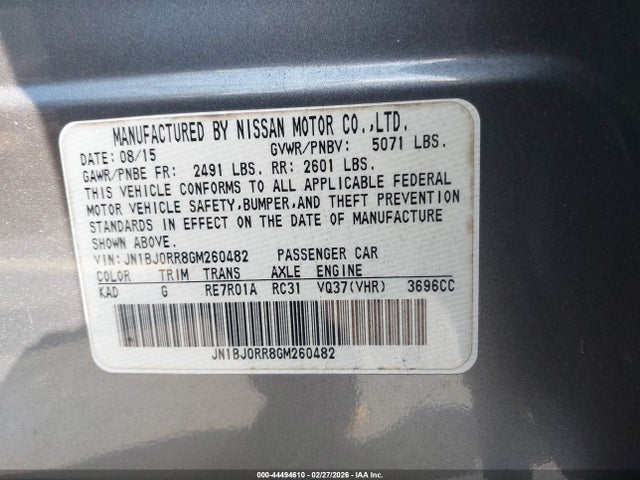 MANUFACTURED BY NISSAN MOTOR CO.,LTD.
DATE: 08/15 GVWR/PNBV: 5071 LBS.
GAWR/PNBE FR: 2491 LBS. RR: 2601 LBS.
THIS VEHICLE CONFORMS TO ALL APPLICABLE FEDERAL
MOTOR VEHICLE SAFETY,BUMPER,AND THEFT PREVENTION
STANDARDS IN EFFECT ON THE DATE OF MANUFACTURE
SHOWN ABOVE.
VIN: JN1BJ0RR8GM260482 PASSENGER CAR
COLOR TRIM TRANS AXLE ENGINE
KAD G RE7R01A RC31 VQ37(VHR) 3696CC
JN1BJ0RR8GM260482
000-44494610 - 02/27/2026 - IAA Inc.